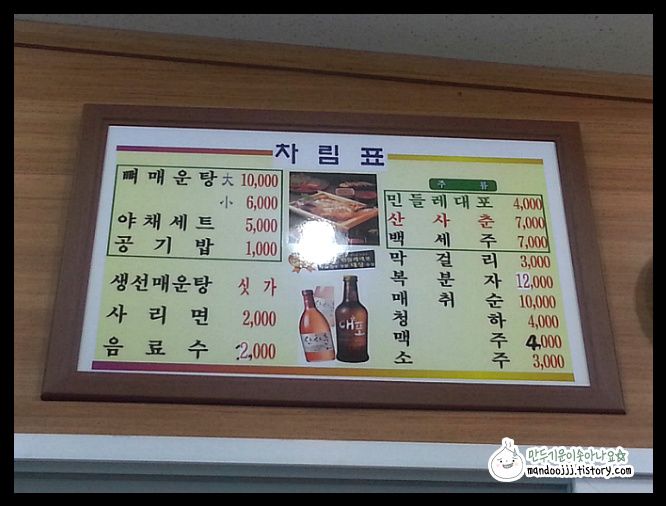 차림표
뼈매운탕 大 10,000
小 6,000
야채세트 5,000
공기밥 1,000
생선매운탕 싯가
사리면 2,000
음료수 2,000
주류
민들레대포 4,000
산사춘 7,000
백세주 7,000
막걸리 3,000
복분자 12,000
매취순 10,000
청하 4,000
맥주 4,000
소주 3,000
대포
만두기운이솟아나요☆
mandoojjj.tistory.com